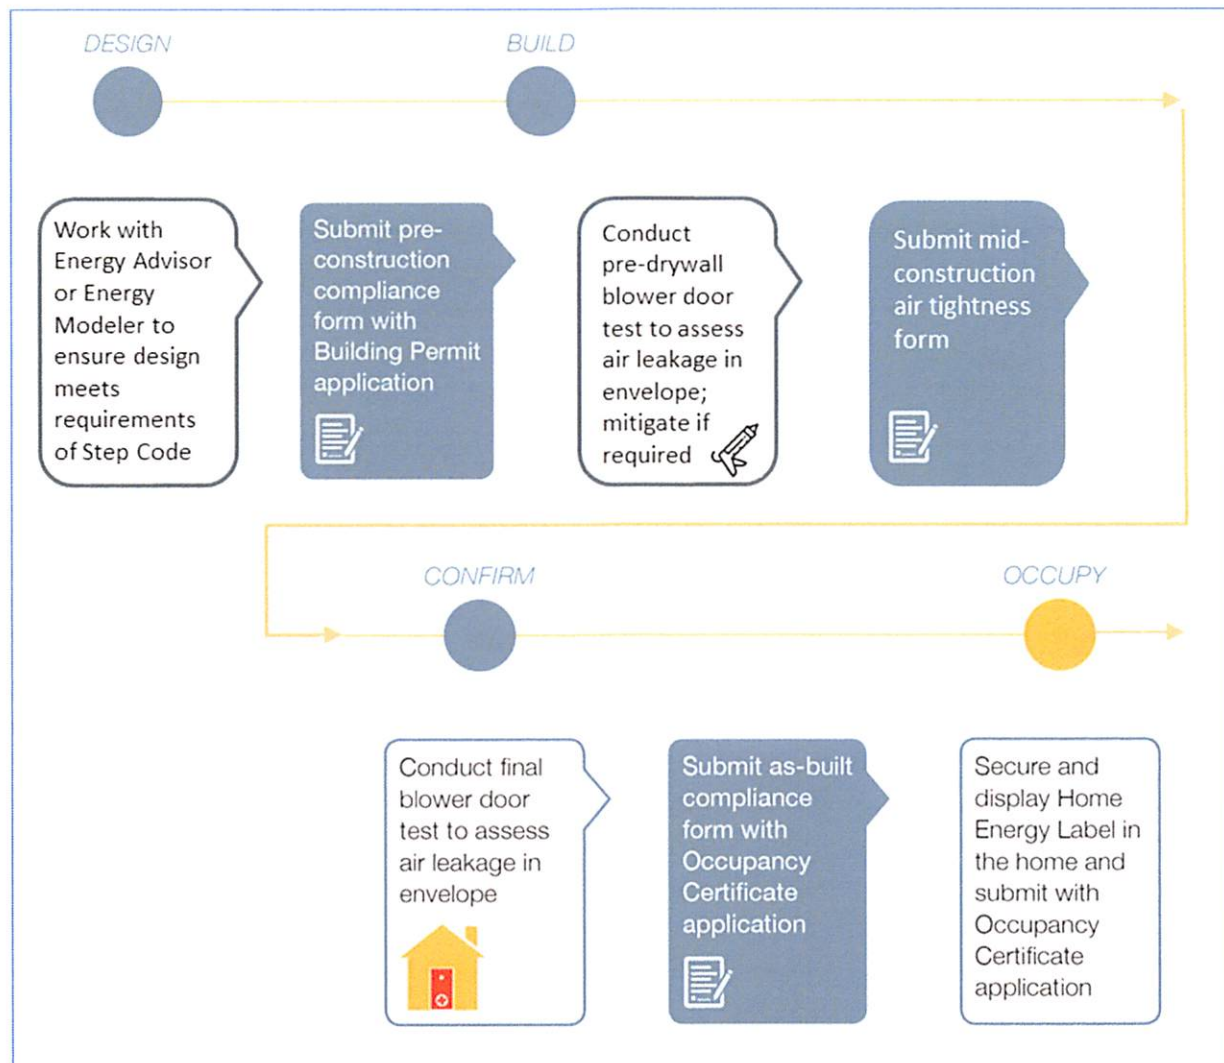 DESIGN
BUILD
Work with
Energy Advisor
or Energy
Modeler to
ensure design
meets
requirements
of Step Code
Submit pre-
construction
compliance
form with
Building Permit
application
Conduct
pre-drywall
blower door
test to assess
air leakage in
envelope;
mitigate if
required
Submit mid-
construction
air tightness
form
CONFIRM
OCCUPY
Conduct final
blower door
test to assess
air leakage in
envelope
Submit as-built
compliance
form with
Occupancy
Certificate
application
Secure and
display Home
Energy Label in
the home and
submit with
Occupancy
Certificate
application